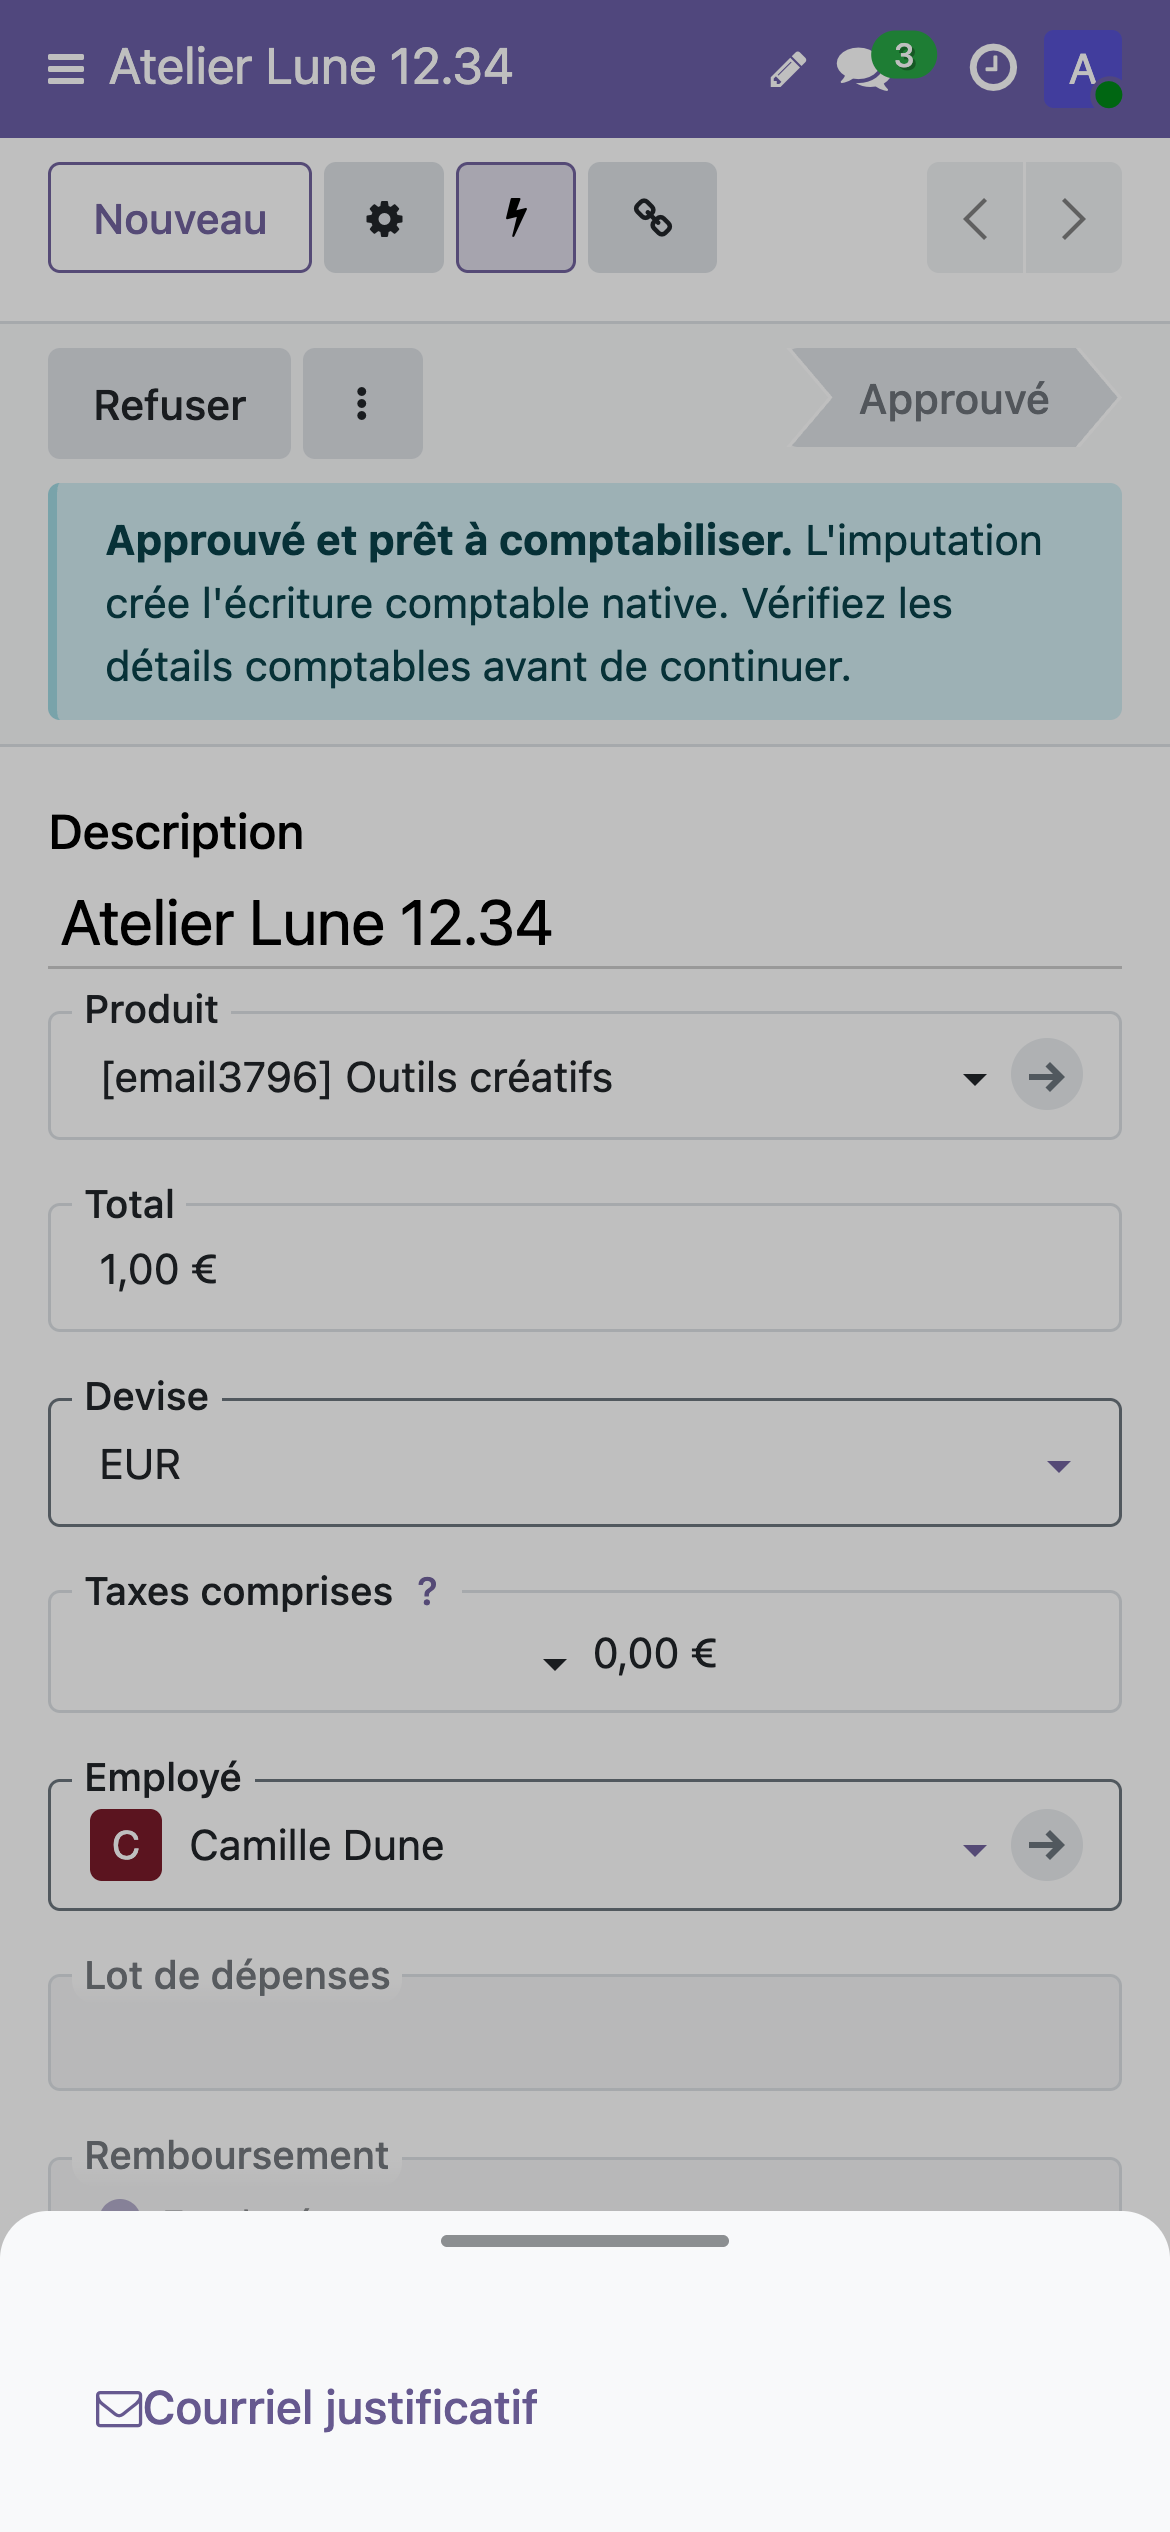 Atelier Lune 12.34
3
A
Nouveau
Refuser
Approuvé
Approuvé et prêt à comptabiliser. L'imputation
crée l'écriture comptable native. Vérifiez les
détails comptables avant de continuer.
Description
Atelier Lune 12.34
Produit
[email3796] Outils créatifs
Total
1,00 €
Devise
EUR
Taxes comprises ?
0,00 €
Employé
C Camille Dune
Lot de dépenses
Remboursement
Courriel justificatif